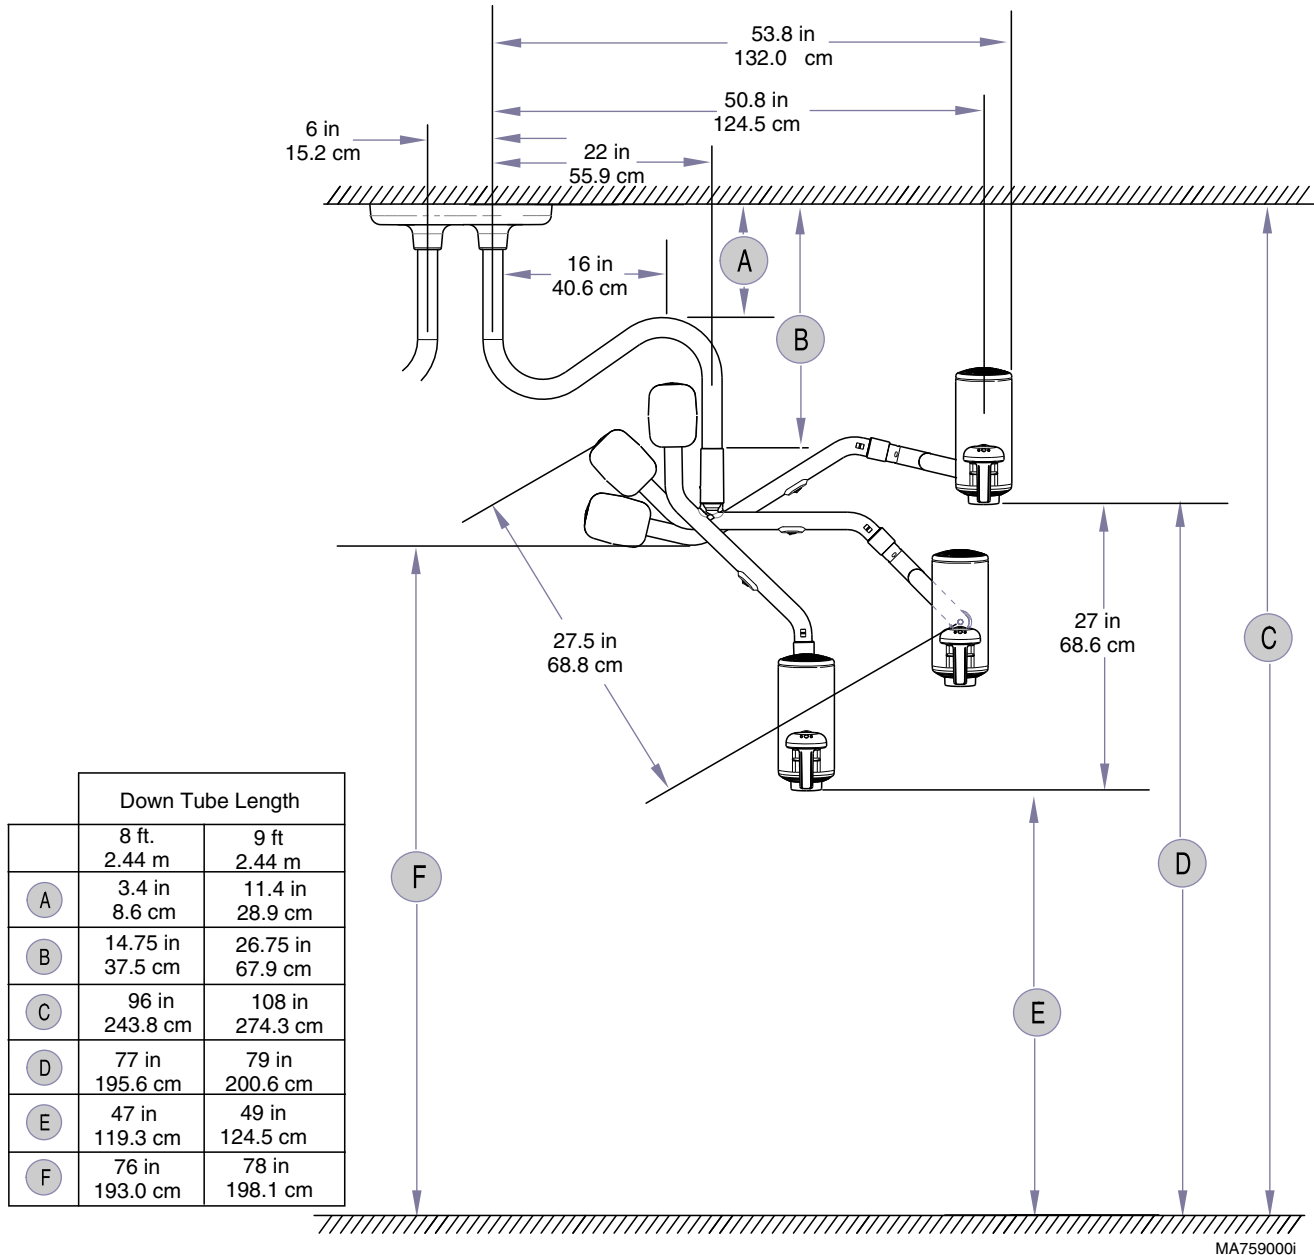 53.8 in
132.0 cm
50.8 in
124.5 cm
6 in
15.2 cm
22 in
55.9 cm
A
16 in
40.6 cm
B
27.5 in
68.8 cm
27 in
68.6 cm
C
D
E
F
Down Tube Length
8 ft. 9 ft
2.44 m 2.44 m
A 3.4 in 11.4 in
8.6 cm 28.9 cm
B 14.75 in 26.75 in
37.5 cm 67.9 cm
C 96 in 108 in
243.8 cm 274.3 cm
D 77 in 79 in
195.6 cm 200.6 cm
E 47 in 49 in
119.3 cm 124.5 cm
F 76 in 78 in
193.0 cm 198.1 cm
MA759000i